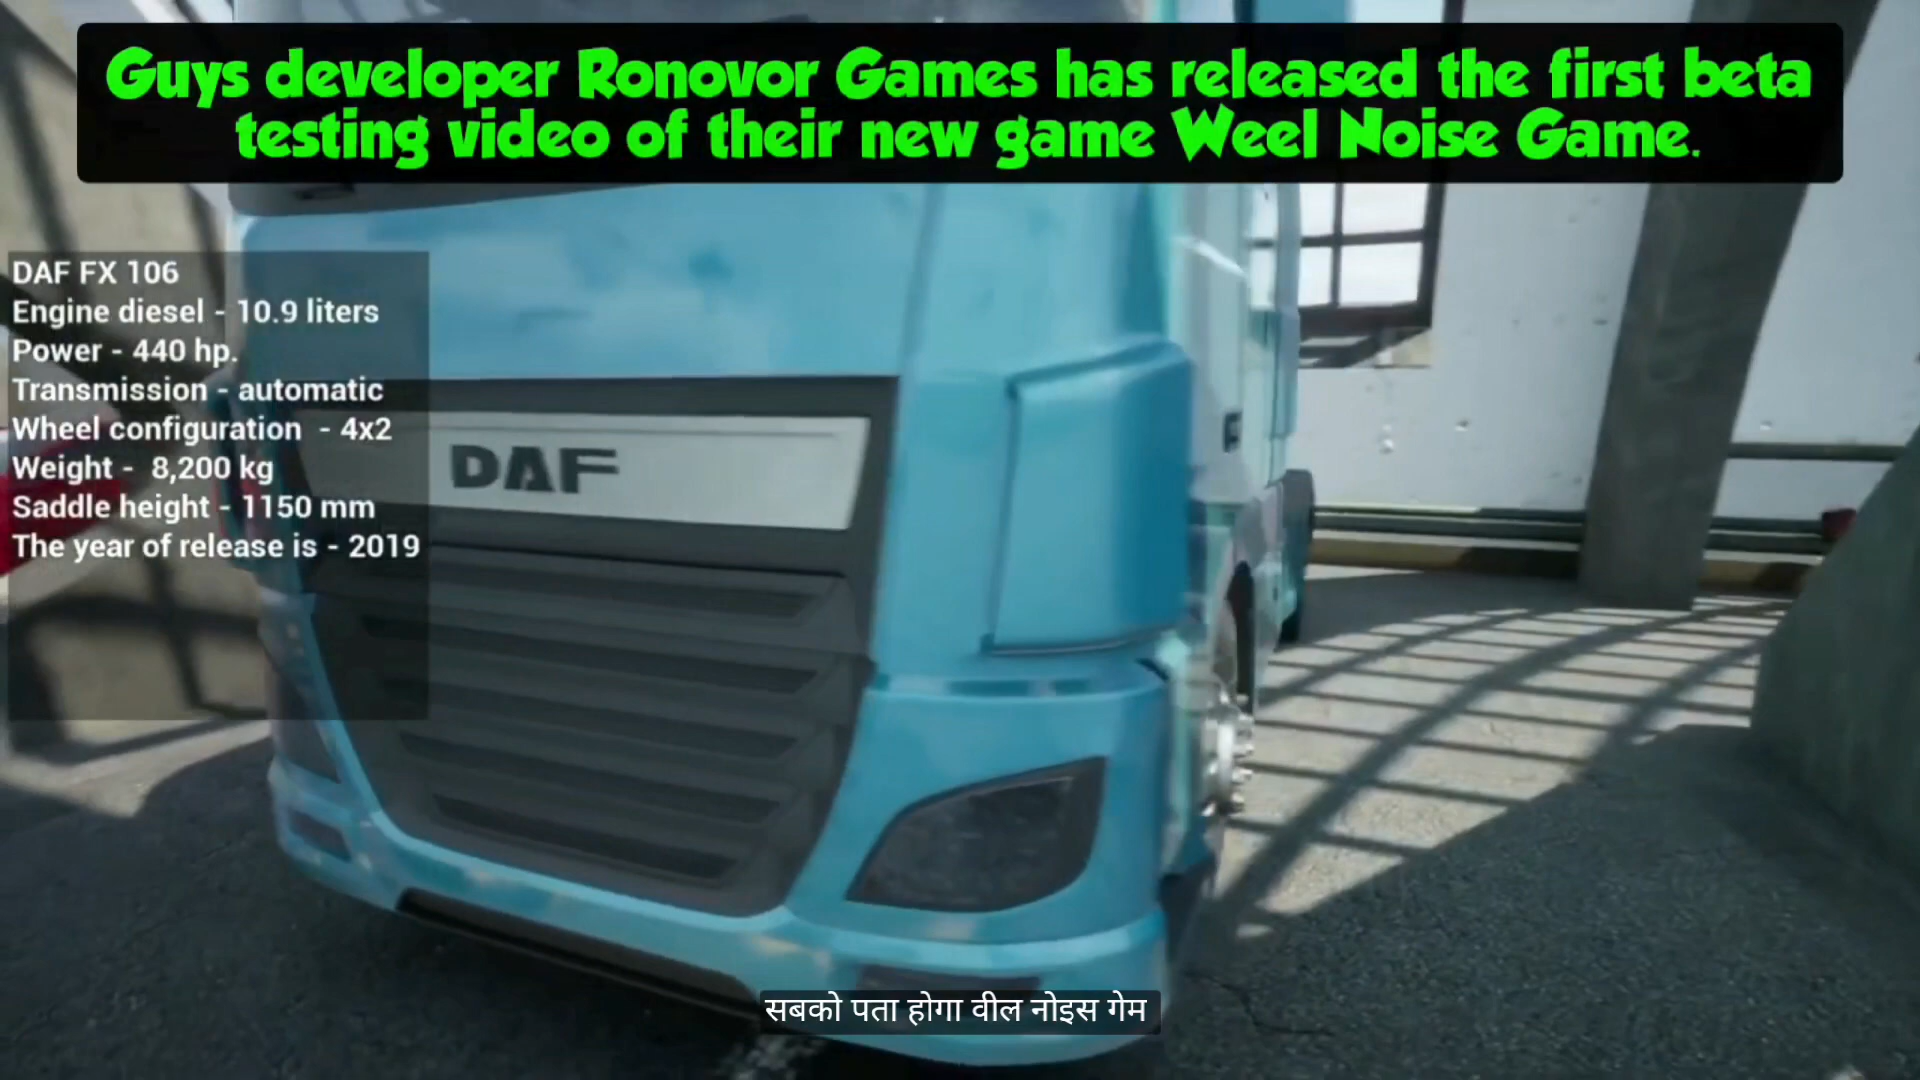 Guys developer Ronovor Games has released the first beta
testing video of their new game Weel Noise Game.
DAF FX 106
Engine diesel - 10.9 liters
Power - 440 hp.
Transmission - automatic
Wheel configuration - 4x2
Weight - 8,200 kg
Saddle height - 1150 mm
The year of release is - 2019
DAF
सबको पता होगा वील नोइस गेम